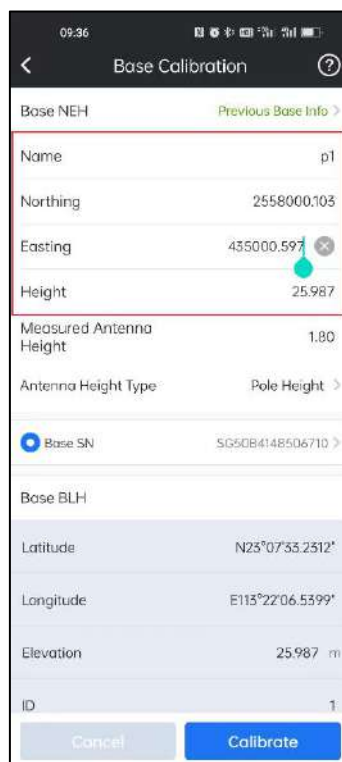 09:36
Base Calibration
Base NEH Previous Base Info >
Name p1
Northing 2558000.103
Easting 435000.597
Height 25.987
Measured Antenna
Height 1.80
Antenna Height Type Pole Height >
Base SN SG50B4148506710 >
Base BLH
Latitude N23°07'33.2312"
Longitude E113°22'06.5399"
Elevation 25.987 m
ID 1
Cancel Calibrate